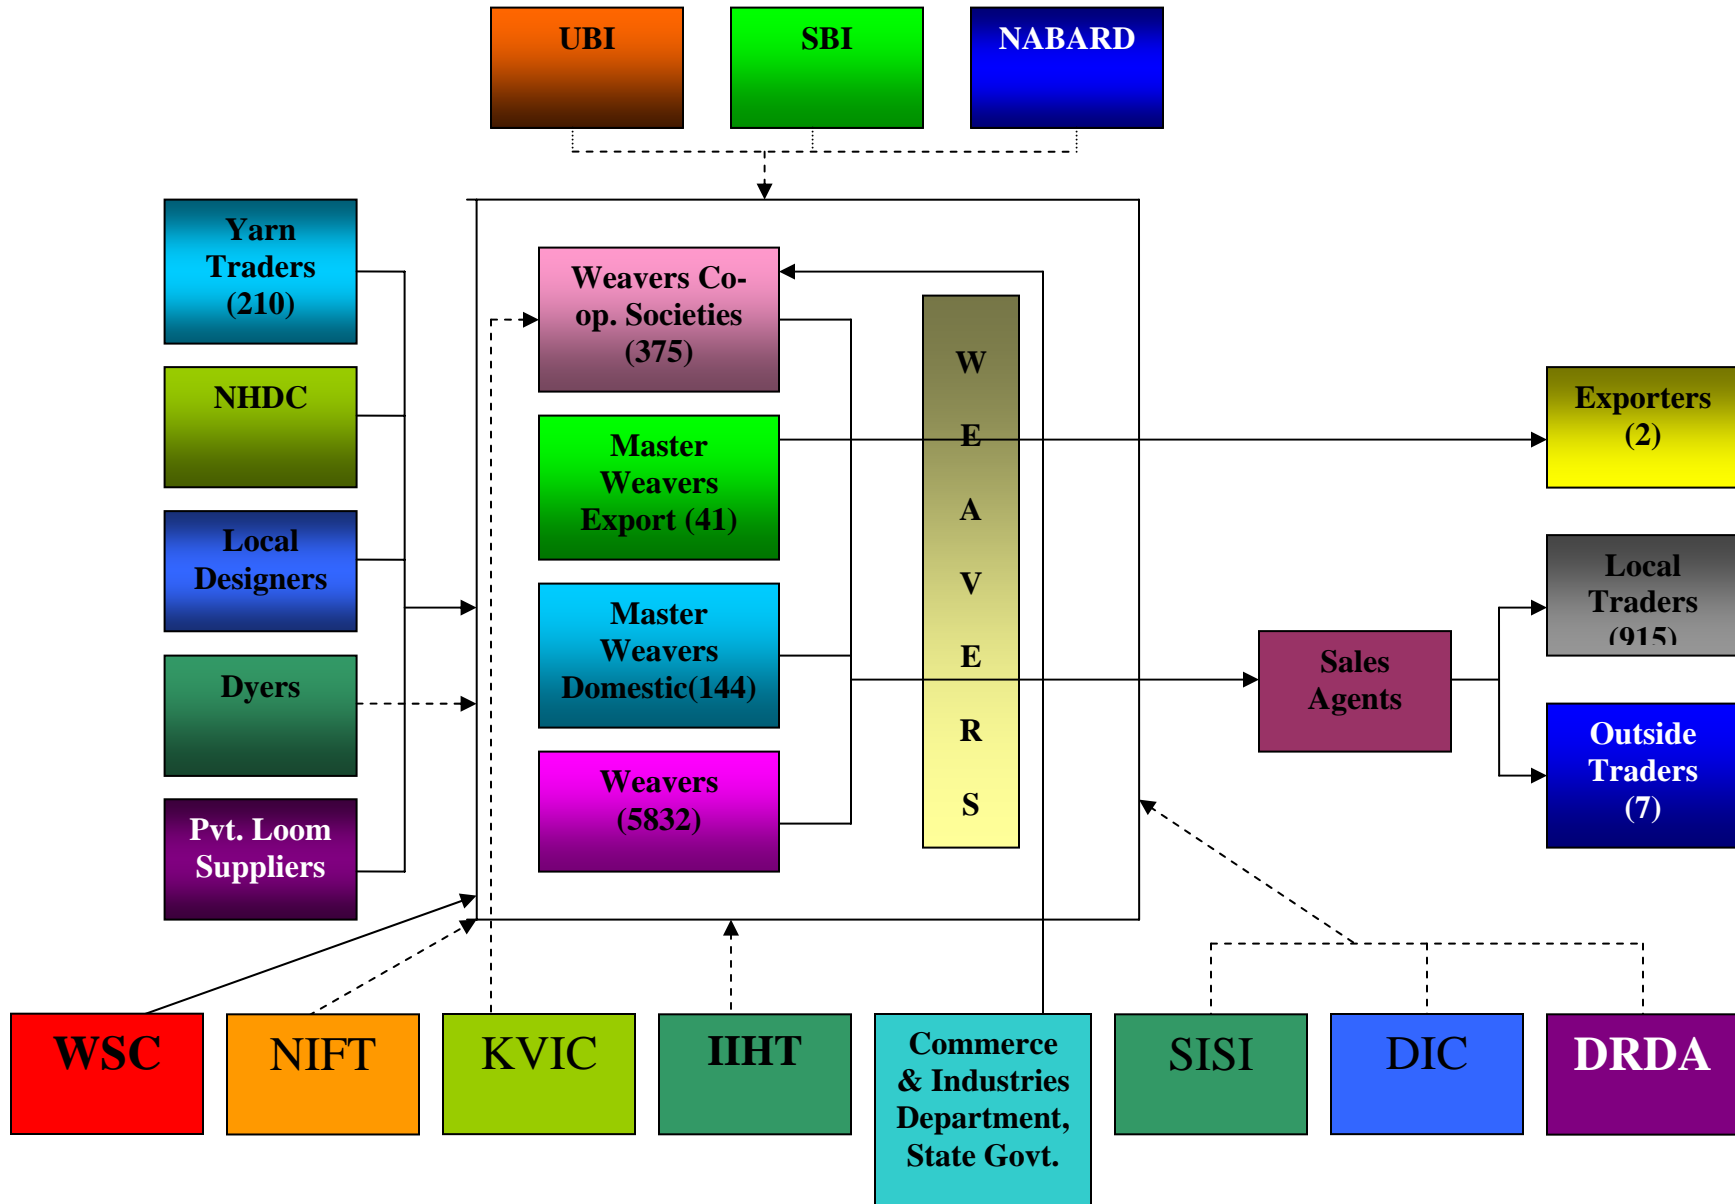 UBI
SBI
NABARD
Yarn
Traders
(210)
NHDC
Local
Designers
Dyers
Pvt. Loom
Suppliers
Weavers Co-
op. Societies
(375)
Master
Weavers
Export (41)
Master
Weavers
Domestic(144)
Weavers
(5832)
W
E
A
V
E
R
S
Sales
Agents
Exporters
(2)
Local
Traders
(915)
Outside
Traders
(7)
WSC
NIFT
KVIC
IIHT
Commerce
& Industries
Department,
State Govt.
SISI
DIC
DRDA